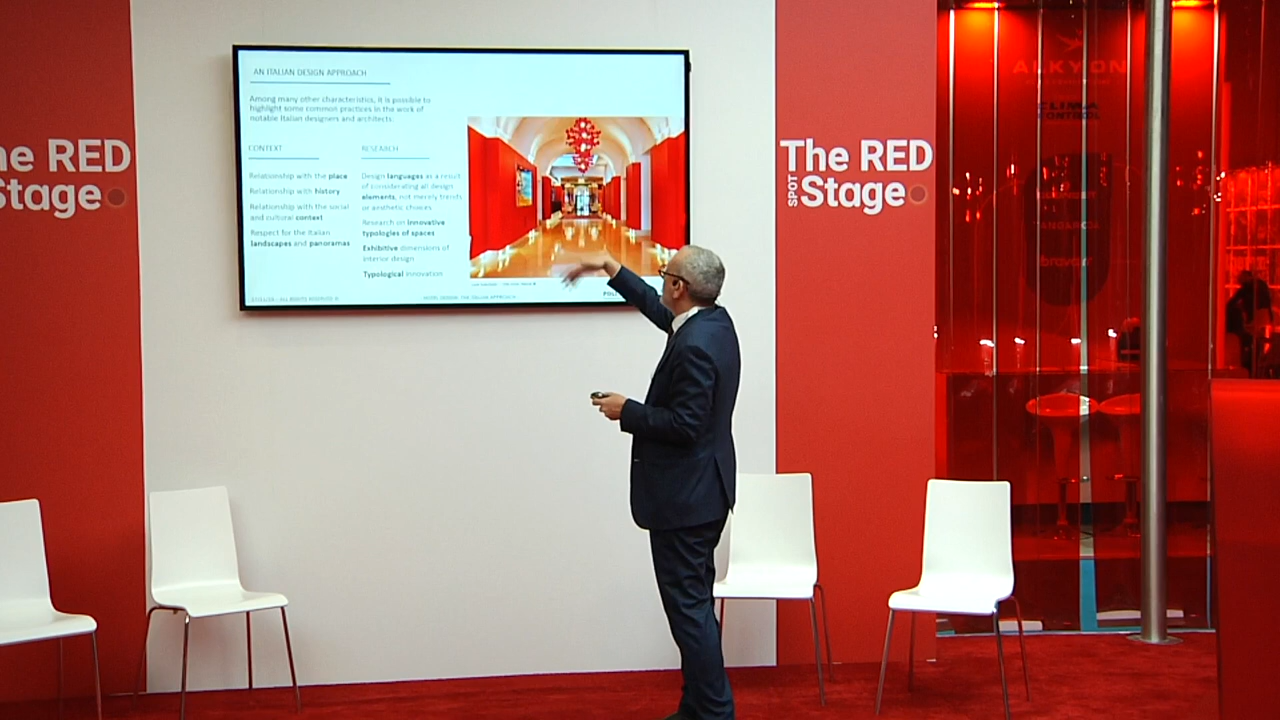 AN ITALIAN DESIGN APPROACH
Among many other characteristics, it is possible to
highlight some common practices in the work of
notable Italian designers and architects:
CONTEXT
Relationship with the place
Relationship with history
Relationship with the social
and cultural context
Respect for the Italian
landscapes and panoramas
RESEARCH
Design languages as a result
of considerating all design
elements, not merely trends
or aesthetic choices
Research on innovative
typologies of spaces
Exhibitive dimensions of
interior design
Typological innovation
he RED
Stage
The RED
SPOT
Stage
ALKYON
CLIMA
CONTROL